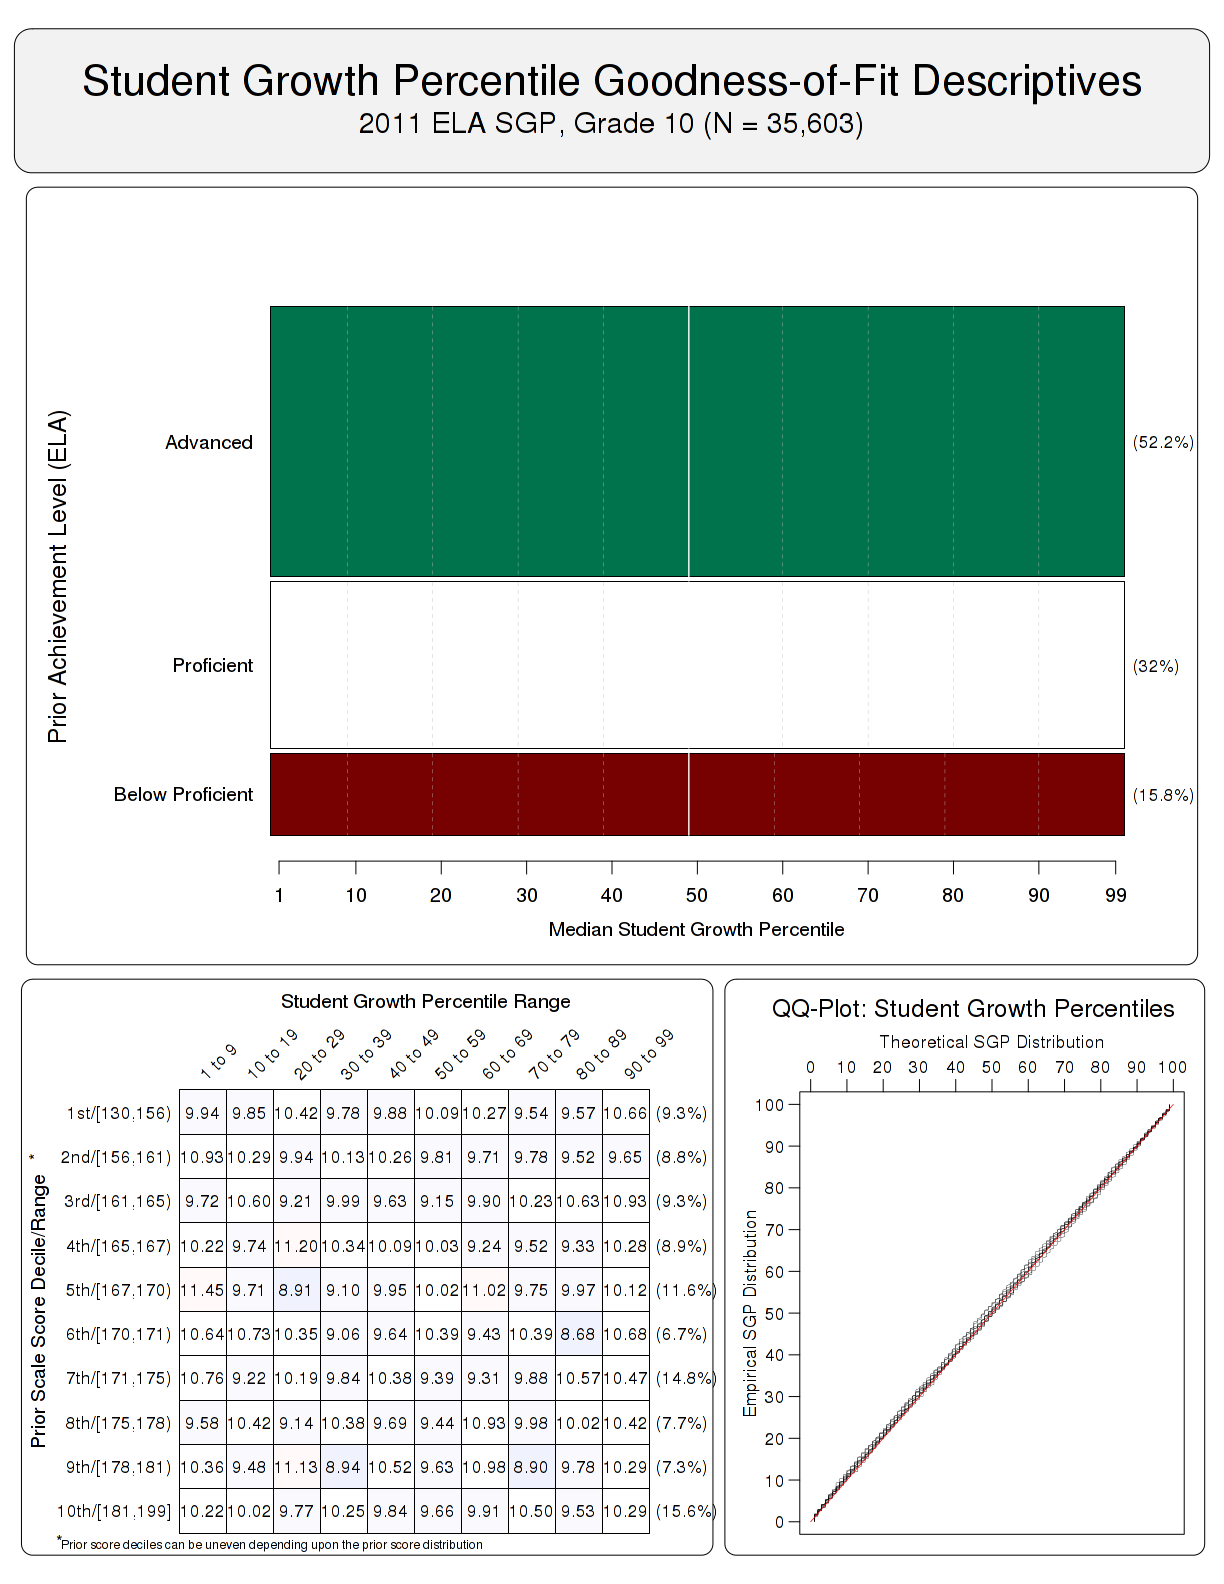 Student Growth Percentile Goodness-of-Fit Descriptives
2011 ELA SGP, Grade 10 (N = 35,603)
Prior Achievement Level (ELA)
Advanced
(52.2%)
Proficient
(32%)
Below Proficient
(15.8%)
1 10 20 30 40 50 60 70 80 90 99
Median Student Growth Percentile
Student Growth Percentile Range
1 to 9 10 to 19 20 to 29 30 to 39 40 to 49 50 to 59 60 to 69 70 to 79 80 to 89 90 to 99
Prior Scale Score Decile/Range *
1st/[130,156) 9.94 9.85 10.42 9.78 9.88 10.09 10.27 9.54 9.57 10.66 (9.3%)
2nd/[156,161) 10.93 10.29 9.94 10.13 10.26 9.81 9.71 9.78 9.52 9.65 (8.8%)
3rd/[161,165) 9.72 10.60 9.21 9.99 9.63 9.15 9.90 10.23 10.63 10.93 (9.3%)
4th/[165,167) 10.22 9.74 11.20 10.34 10.09 10.03 9.24 9.52 9.33 10.28 (8.9%)
5th/[167,170) 11.45 9.71 8.91 9.10 9.95 10.02 11.02 9.75 9.97 10.12 (11.6%)
6th/[170,171) 10.64 10.73 10.35 9.06 9.64 10.39 9.43 10.39 8.68 10.68 (6.7%)
7th/[171,175) 10.76 9.22 10.19 9.84 10.38 9.39 9.31 9.88 10.57 10.47 (14.8%)
8th/[175,178) 9.58 10.42 9.14 10.38 9.69 9.44 10.93 9.98 10.02 10.42 (7.7%)
9th/[178,181) 10.36 9.48 11.13 8.94 10.52 9.63 10.98 8.90 9.78 10.29 (7.3%)
10th/[181,199] 10.22 10.02 9.77 10.25 9.84 9.66 9.91 10.50 9.53 10.29 (15.6%)
*Prior score deciles can be uneven depending upon the prior score distribution
QQ-Plot: Student Growth Percentiles
Theoretical SGP Distribution
0 10 20 30 40 50 60 70 80 90 100
Empirical SGP Distribution
100
90
80
70
60
50
40
30
20
10
0